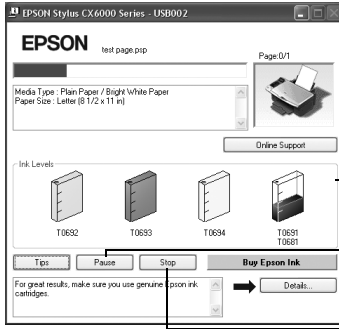 EPSON Stylus CX6000 Series - USB002
EPSON
test page.psp
Page:0/1
Media Type : Plain Paper / Bright White Paper
Paper Size : Letter (8 1/2 x 11 in)
Online Support
Ink Levels
T0692
T0693
T0694
T0691
T0681
Tips
Pause
Stop
Buy Epson Ink
For great results, make sure you use genuine Epson ink
cartridges.
Details...